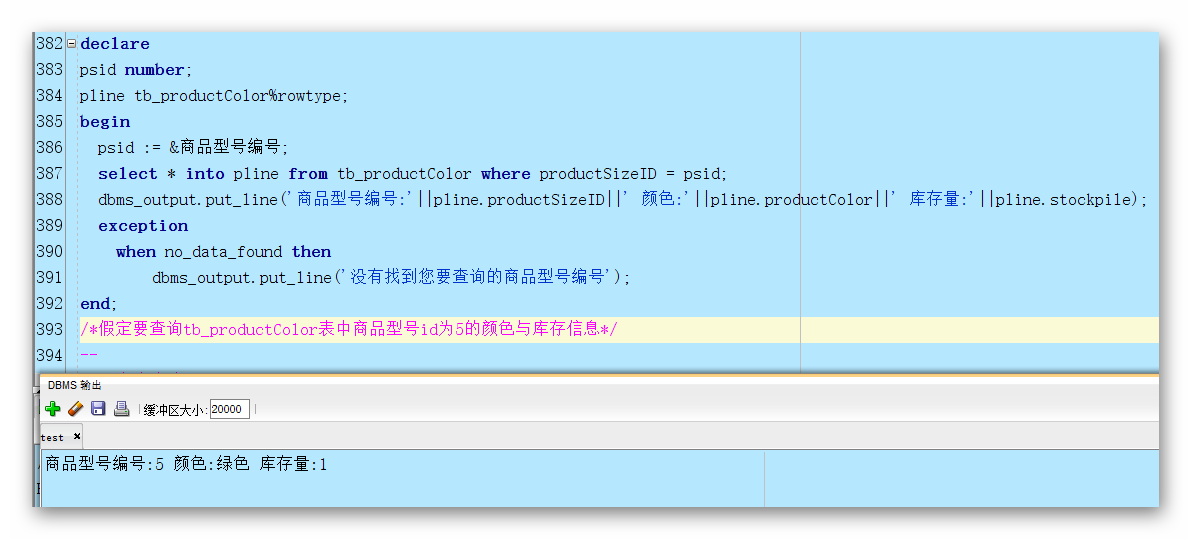 382 declare
383 psid number;
384 pline tb_productColor%rowtype;
385 begin
386 psid := &商品型号编号;
387 select * into pline from tb_productColor where productSizeID = psid;
388 dbms_output.put_line('商品型号编号:'||pline.productSizeID||' 颜色:'||pline.productColor||' 库存量:'||pline.stockpile);
389 exception
390 when no_data_found then
391 dbms_output.put_line('没有找到您要查询的商品型号编号');
392 end;
393 /*假定要查询tb_productColor表中商品型号id为5的颜色与库存信息*/
394 --
DBMS 输出
缓冲区大小: 20000
test
商品型号编号:5 颜色:绿色 库存量:1